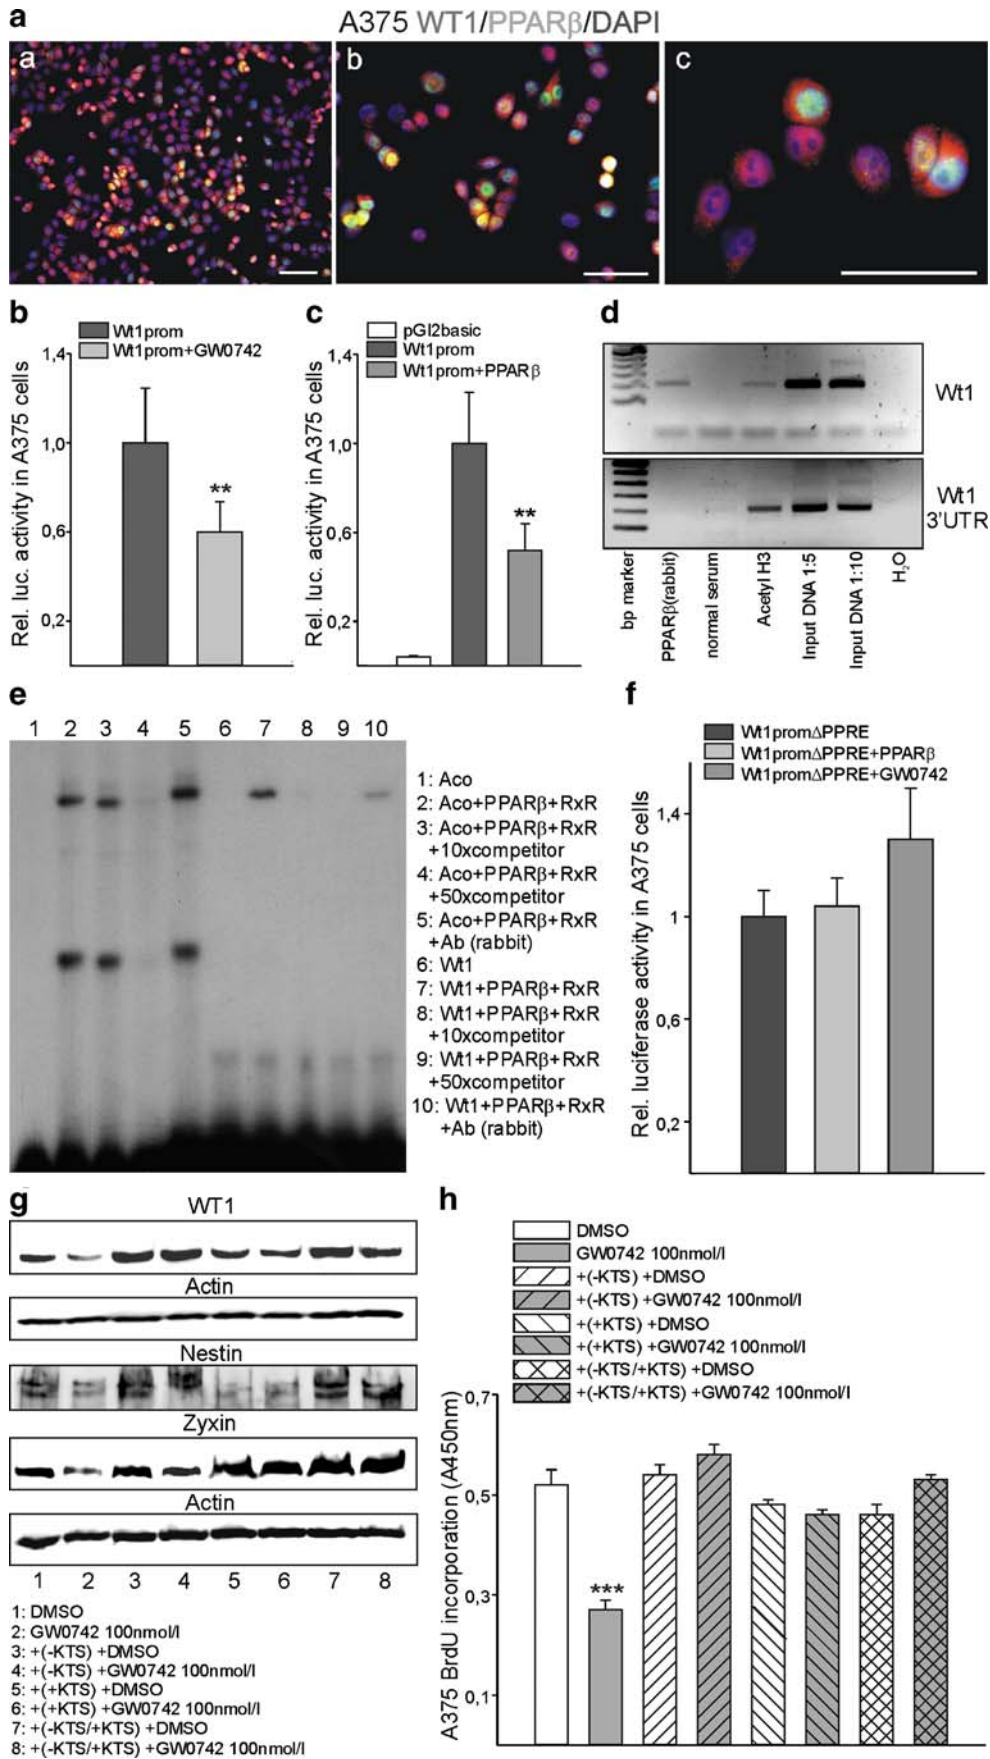 a
A375 WT1/PPARβ/DAPI
a
b
c
b
Wt1prom
Wt1prom+GW0742
Rel. luc. activity in A375 cells
1,4
1,0
0,6
0,2
**
c
pGl2basic
Wt1prom
Wt1prom+PPARβ
Rel. luc. activity in A375 cells
1,4
1,0
0,6
0,2
**
d
Wt1
Wt1
3'UTR
bp marker
PPARβ(rabbit)
normal serum
Acetyl H3
Input DNA 1:5
Input DNA 1:10
H₂O
e
1 2 3 4 5 6 7 8 9 10
1: Aco
2: Aco+PPARβ+RxR
3: Aco+PPARβ+RxR
+10xcompetitor
4: Aco+PPARβ+RxR
+50xcompetitor
5: Aco+PPARβ+RxR
+Ab (rabbit)
6: Wt1
7: Wt1+PPARβ+RxR
8: Wt1+PPARβ+RxR
+10xcompetitor
9: Wt1+PPARβ+RxR
+50xcompetitor
10: Wt1+PPARβ+RxR
+Ab (rabbit)
f
Wt1promΔPPRE
Wt1promΔPPRE+PPARβ
Wt1promΔPPRE+GW0742
Rel. luciferase activity in A375 cells
1,4
1
0,6
0,2
g
WT1
Actin
Nestin
Zyxin
Actin
1 2 3 4 5 6 7 8
1: DMSO
2: GW0742 100nmol/l
3: +(-KTS) +DMSO
4: +(-KTS) +GW0742 100nmol/l
5: +(+KTS) +DMSO
6: +(+KTS) +GW0742 100nmol/l
7: +(-KTS/+KTS) +DMSO
8: +(-KTS/+KTS) +GW0742 100nmol/l
h
DMSO
GW0742 100nmol/l
+(-KTS) +DMSO
+(-KTS) +GW0742 100nmol/l
+(+KTS) +DMSO
+(+KTS) +GW0742 100nmol/l
+(-KTS/+KTS) +DMSO
+(-KTS/+KTS) +GW0742 100nmol/l
A375 BrdU incorporation (A450nm)
0,7
0,5
0,3
0,1
***